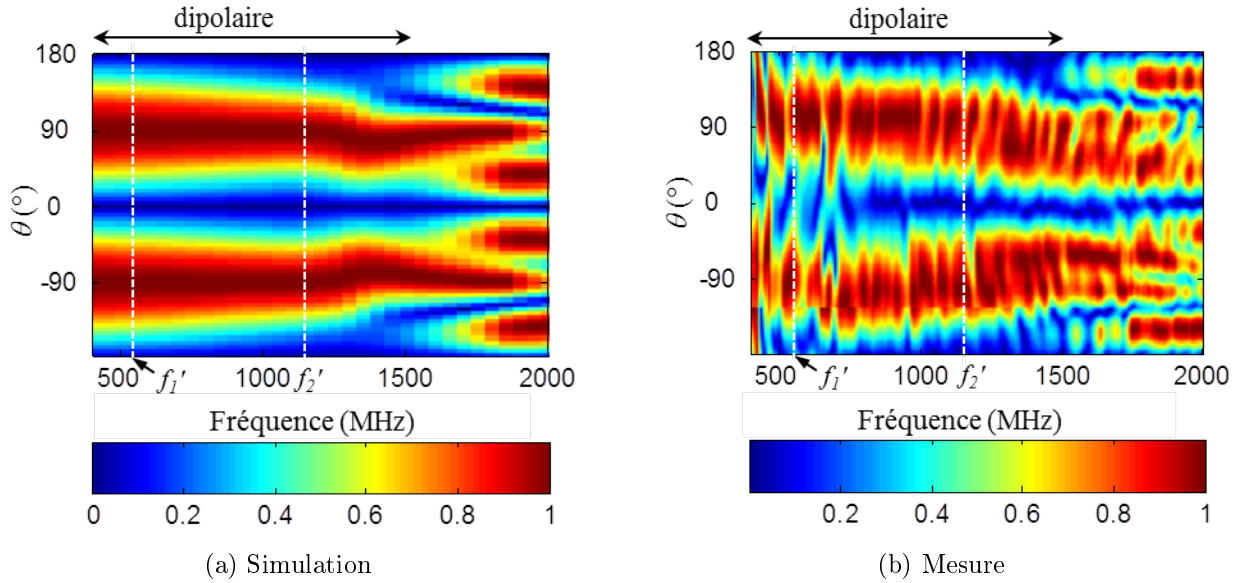 dipolaire
180
90
0
-90
θ (°)
500
1000
1500
2000
f1'
f2'
Fréquence (MHz)
0
0.2
0.4
0.6
0.8
1
(a) Simulation
dipolaire
180
90
0
-90
θ (°)
500
1000
1500
2000
f1'
f2'
Fréquence (MHz)
0.2
0.4
0.6
0.8
1
(b) Mesure